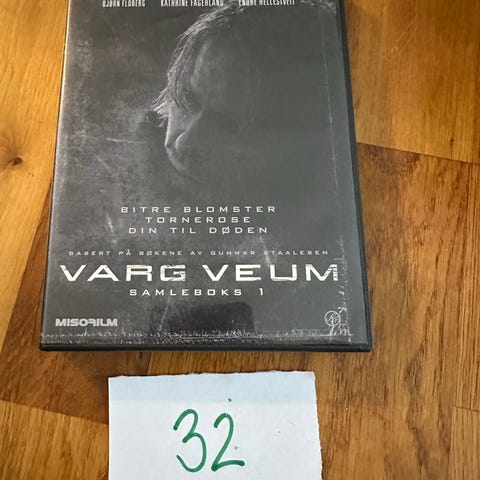 BJØRN FLOBERG KATHRINE FAGERLAND ENDRE HELLESTVEIT
BITRE BLOMSTER
TORNEROSE
DIN TIL DØDEN
BASERT PÅ BØKENE AV GUNNAR STAALESEN
VARG VEUM
SAMLEBOKS 1
MISOFILM
32